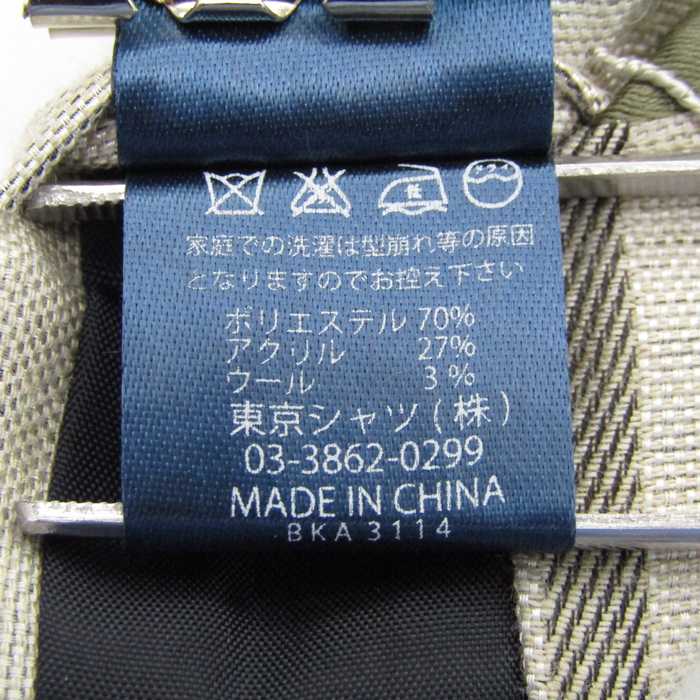 家庭での洗濯は型崩れ等の原因
となりますのでお控え下さい
ポリエステル 70%
アクリル 27%
ウール 3%
東京シャツ(株)
03-3862-0299
MADE IN CHINA
BKA 3114